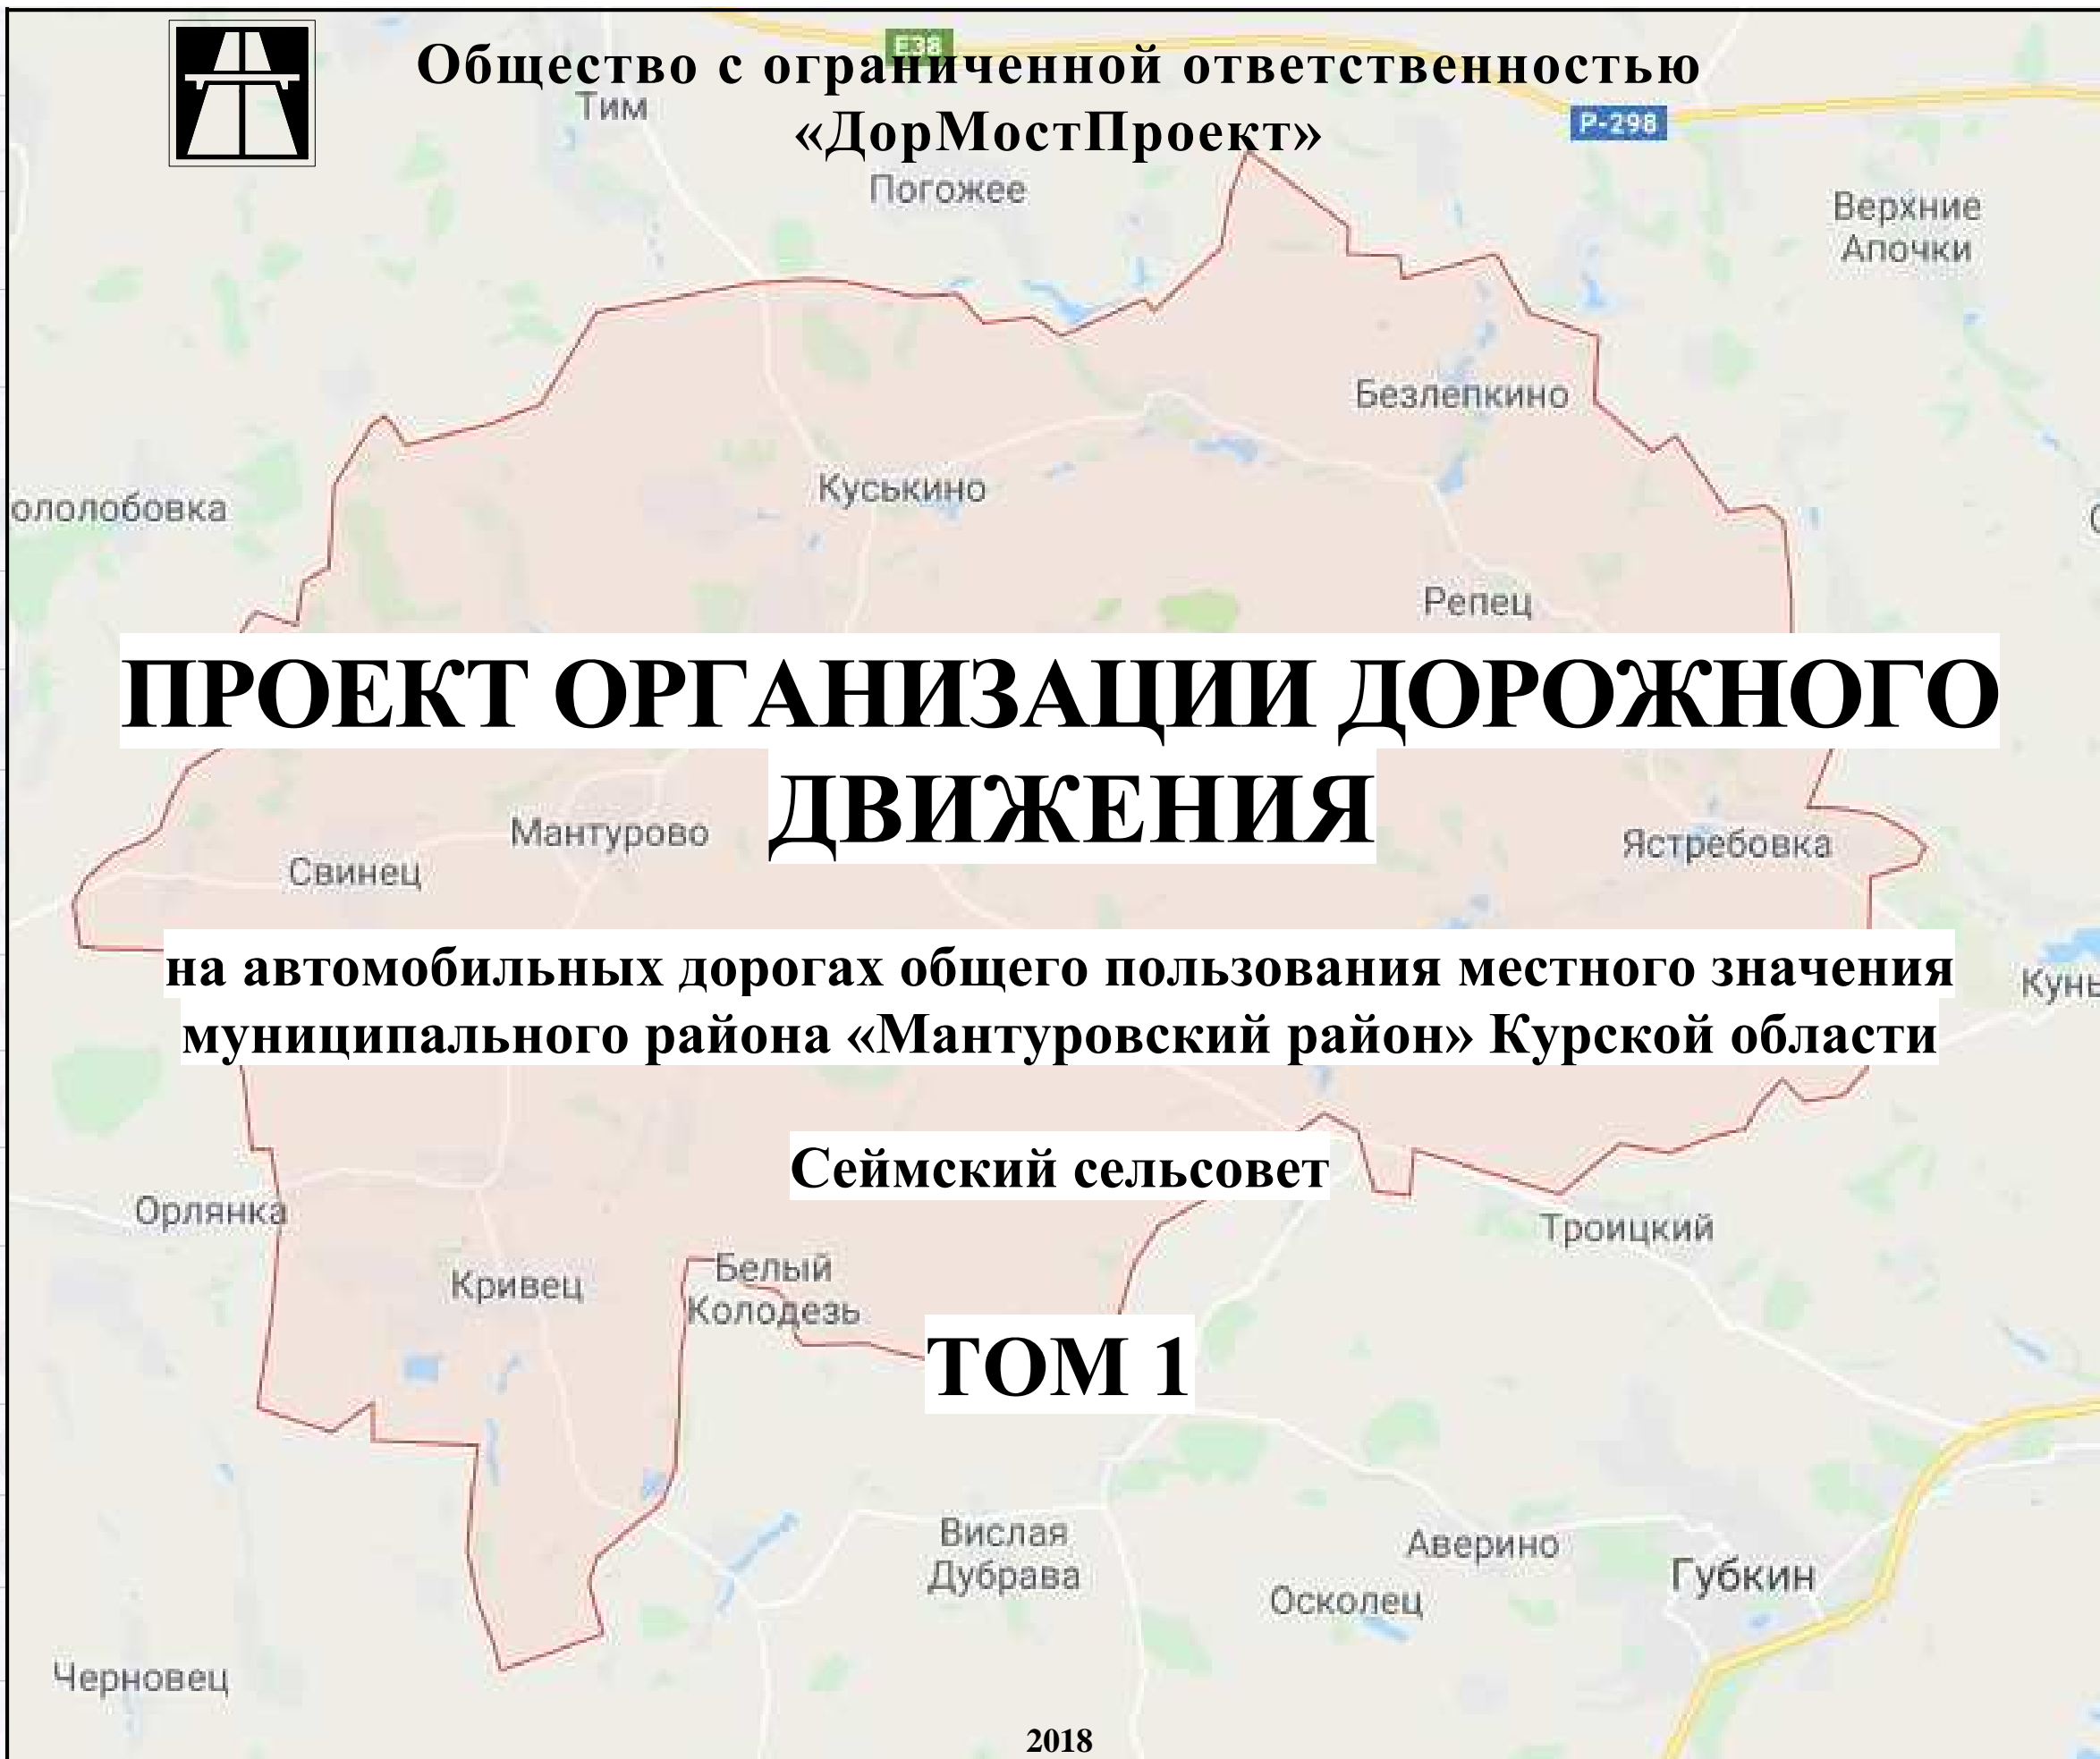 E38
Общество с ограниченной ответственностью
Тим
Р-298
«ДорМостПроект»
Погожее
Верхние
Апочки
Безлепкино
Куськино
ололобовка
Репец
ПРОЕКТ ОРГАНИЗАЦИИ ДОРОЖНОГО
ДВИЖЕНИЯ
Мантурово
Ястребовка
Свинец
на автомобильных дорогах общего пользования местного значения
Кунь
муниципального района «Мантуровский район» Курской области
Сеймский сельсовет
Орлянка
Троицкий
Кривец
Белый
Колодезь
ТОМ 1
Вислая
Дубрава
Аверино
Губкин
Осколец
Черновец
2018